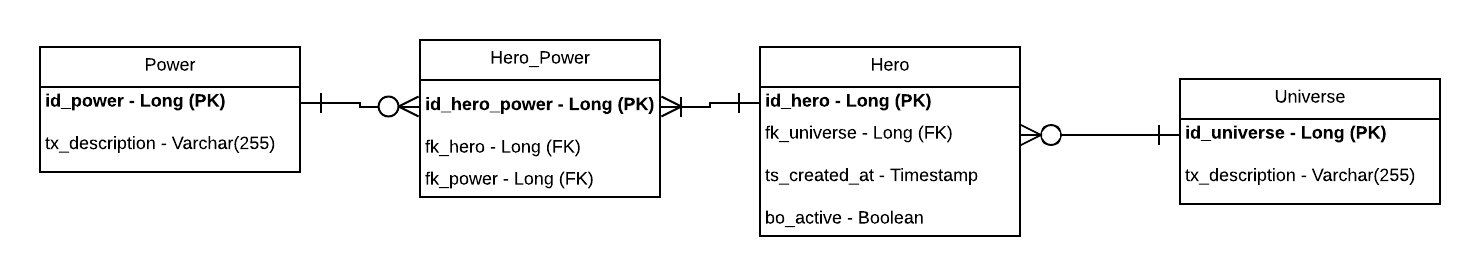 Power
id_power - Long (PK)
tx_description - Varchar(255)
Hero_Power
id_hero_power - Long (PK)
fk_hero - Long (FK)
fk_power - Long (FK)
Hero
id_hero - Long (PK)
fk_universe - Long (FK)
ts_created_at - Timestamp
bo_active - Boolean
Universe
id_universe - Long (PK)
tx_description - Varchar(255)